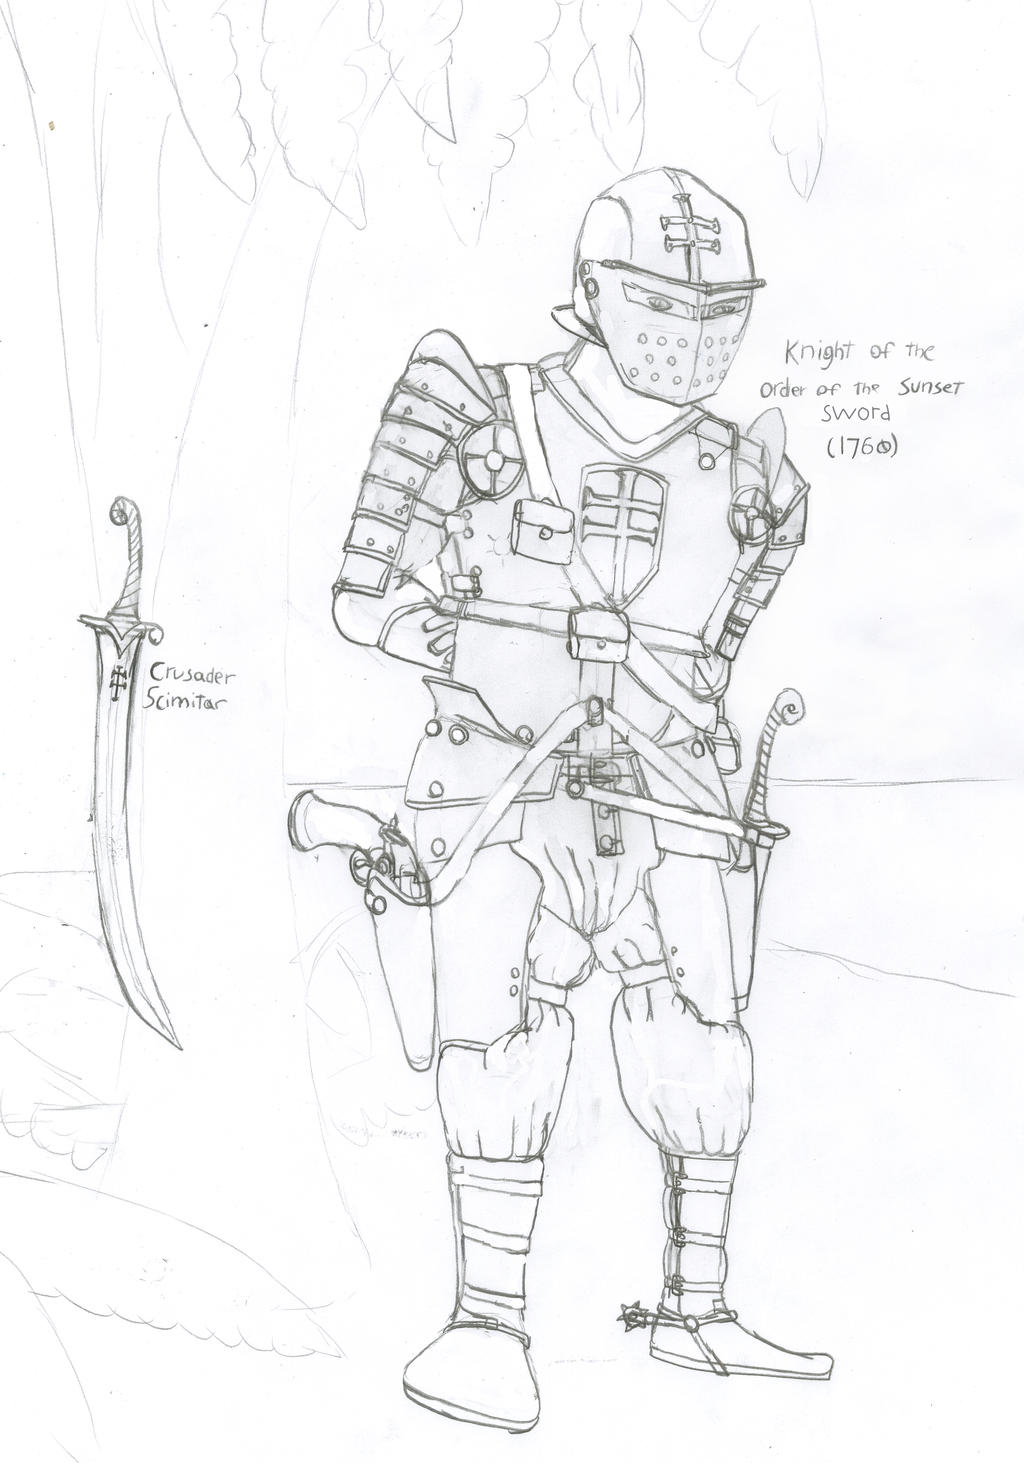 Knight of the
Order of the Sunset
Sword
(1760)
Crusader
Scimitar